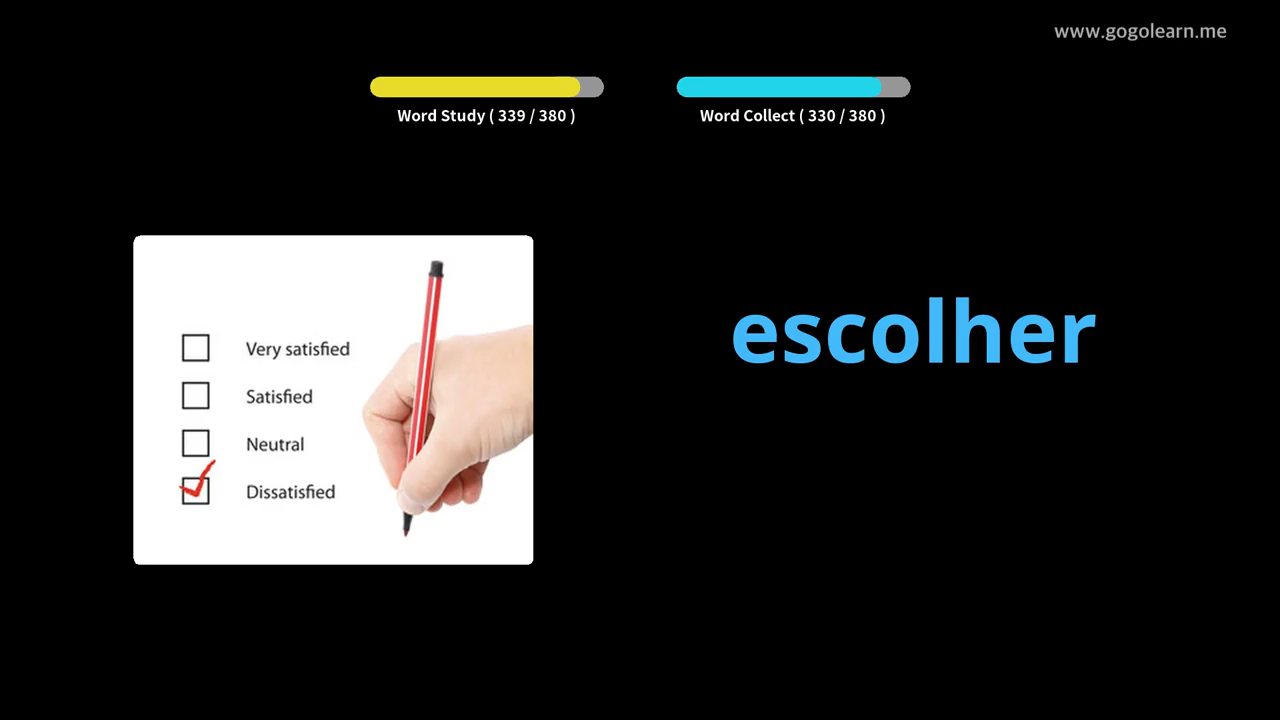 www.gogolearn.me
Word Study ( 339 / 380 )
Word Collect ( 330 / 380 )
Very satisfied
Satisfied
Neutral
Dissatisfied
escolher